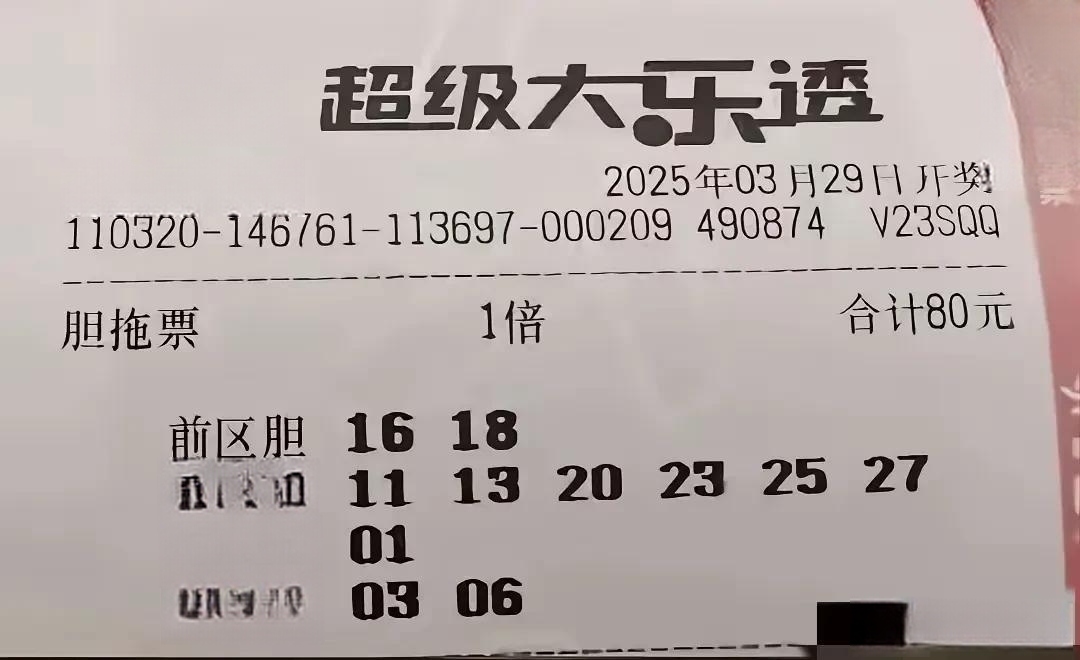 超级大乐透
2025年03月29日开奖
110320-146761-113697-000209 490874 V23SQQ
胆拖票 1倍 合计80元
前区胆 16 18
11 13 20 23 25 27
01
03 06